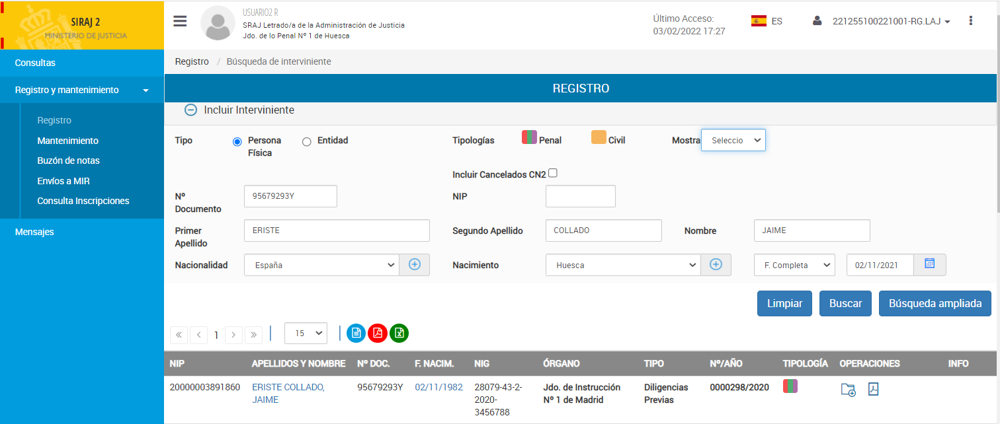 SIRAJ 2
MINISTERIO DE JUSTICIA
USUARIO2 R
SRAJ Letrado/a de la Administración de Justicia
Jdo. de lo Penal Nº 1 de Huesca
Último Acceso:
03/02/2022 17:27
ES
221255100221001-RG.LAJ
Consultas
Registro y mantenimiento
Registro
Mantenimiento
Buzón de notas
Envíos a MIR
Consulta Inscripciones
Mensajes
Registro / Búsqueda de interviniente
REGISTRO
Incluir Interviniente
Tipo
Persona
Física
Entidad
Tipologías
Penal
Civil
Mostra
Seleccio
Incluir Cancelados CN2
Nº
Documento
95679293Y
NIP
Primer
Apellido
ERISTE
Segundo Apellido
COLLADO
Nombre
JAIME
Nacionalidad
España
Nacimiento
Huesca
F. Completa
02/11/2021
Limpiar
Buscar
Búsqueda ampliada
« < 1 > »
15
NIP APELLIDOS Y NOMBRE Nº DOC. F. NACIM. NIG ÓRGANO TIPO Nº/AÑO TIPOLOGÍA OPERACIONES INFO
20000003891860 ERISTE COLLADO, 95679293Y 02/11/1982 28079-43-2- Jdo. de Instrucción Diligencias 0000298/2020
JAIME 2020- Nº 1 de Madrid Previas
3456788